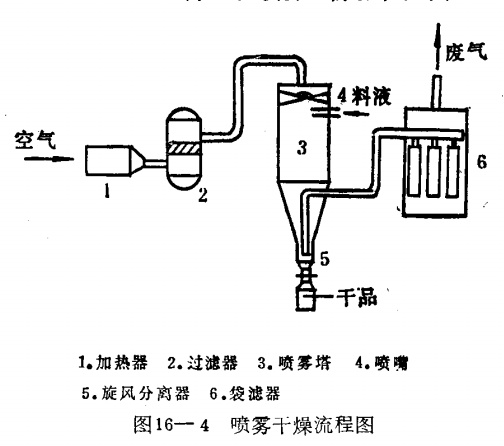 废气
4料液
空气
3
6
1
2
5
干品
1.加热器 2.过滤器 3.喷雾塔 4.喷嘴
5.旋风分离器 6.袋滤器
图16—4 喷雾干燥流程图